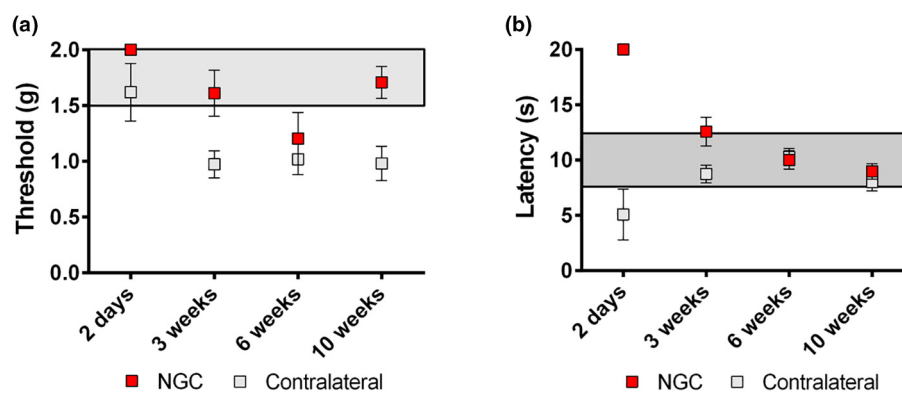 (a)
Threshold (g)
2.0
1.5
1.0
0.5
0.0
2 days
3 weeks
6 weeks
10 weeks
NGC Contralateral
(b)
Latency (s)
20
15
10
5
0
2 days
3 weeks
6 weeks
10 weeks
NGC Contralateral